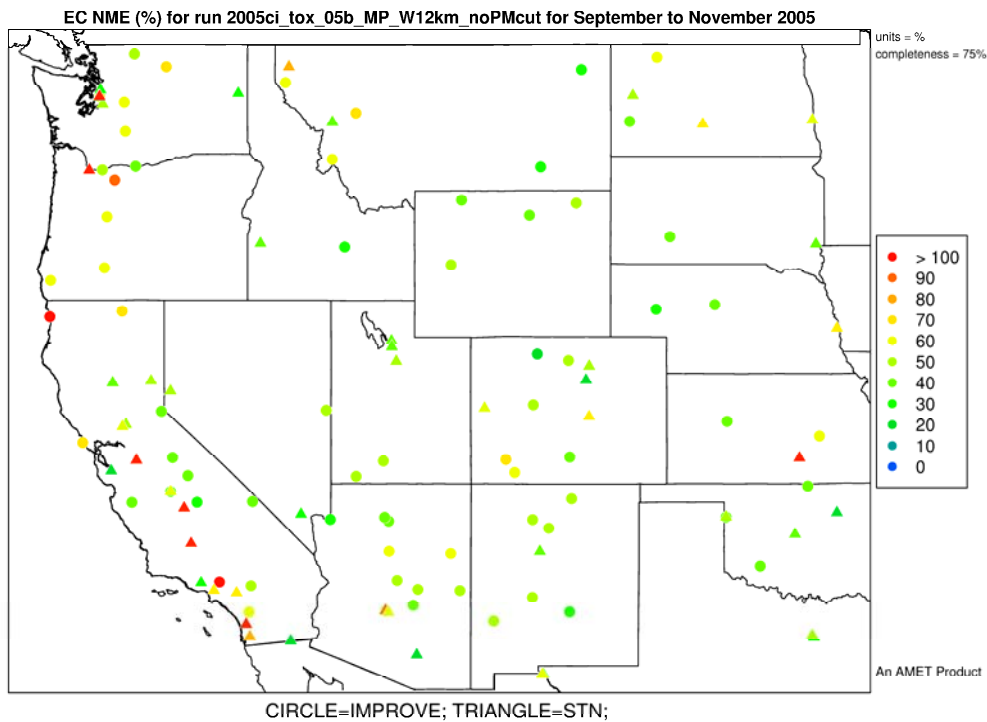 EC NME (%) for run 2005ci_tox_05b_MP_W12km_noPMcut for September to November 2005
units = %
completeness = 75%
> 100
90
80
70
60
50
40
30
20
10
0
An AMET Product
CIRCLE=IMPROVE; TRIANGLE=STN;